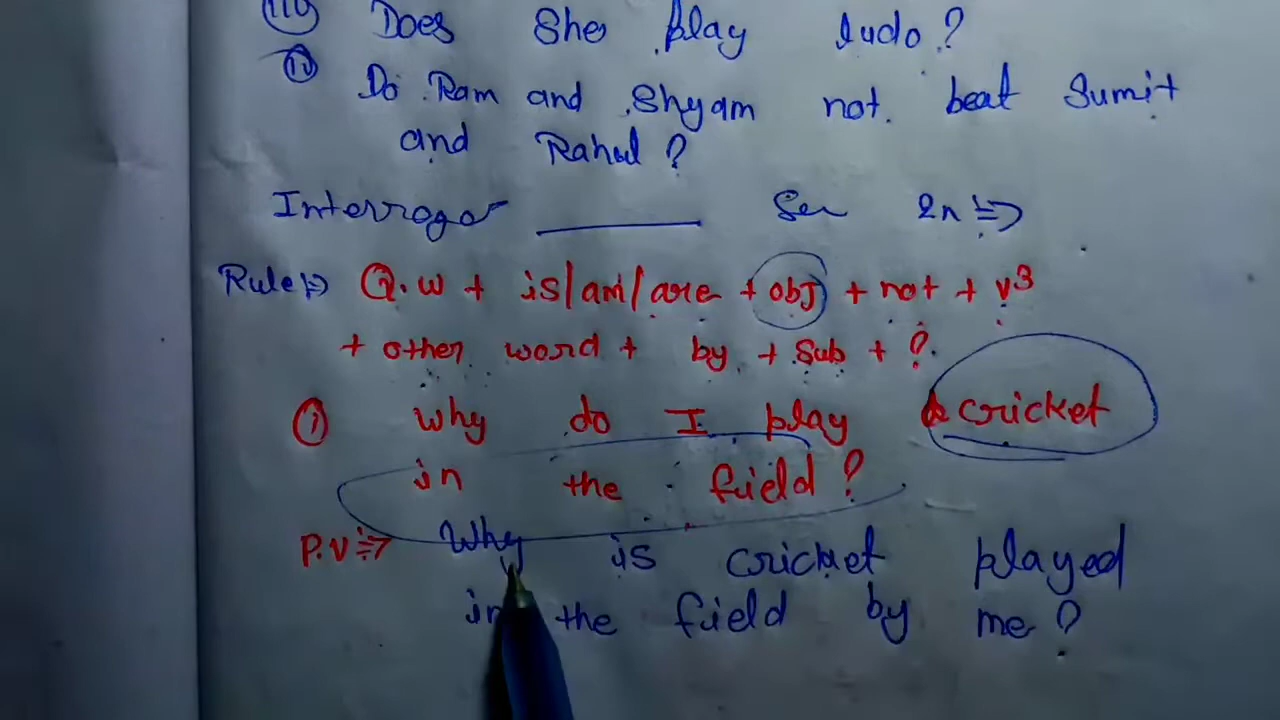 (iii) Does She play ludo?
(iv) Do Ram and Shyam not beat Sumit
and Rahul?
Interrogat ______ Sen 2n ⇒
Rule⇒ Q.w + is/am/are + obj + not + v³
+ other word + by + Sub + ?
(i) why do I play cricket
in the field?
P.V⇒ Why is cricket played
in the field by me?